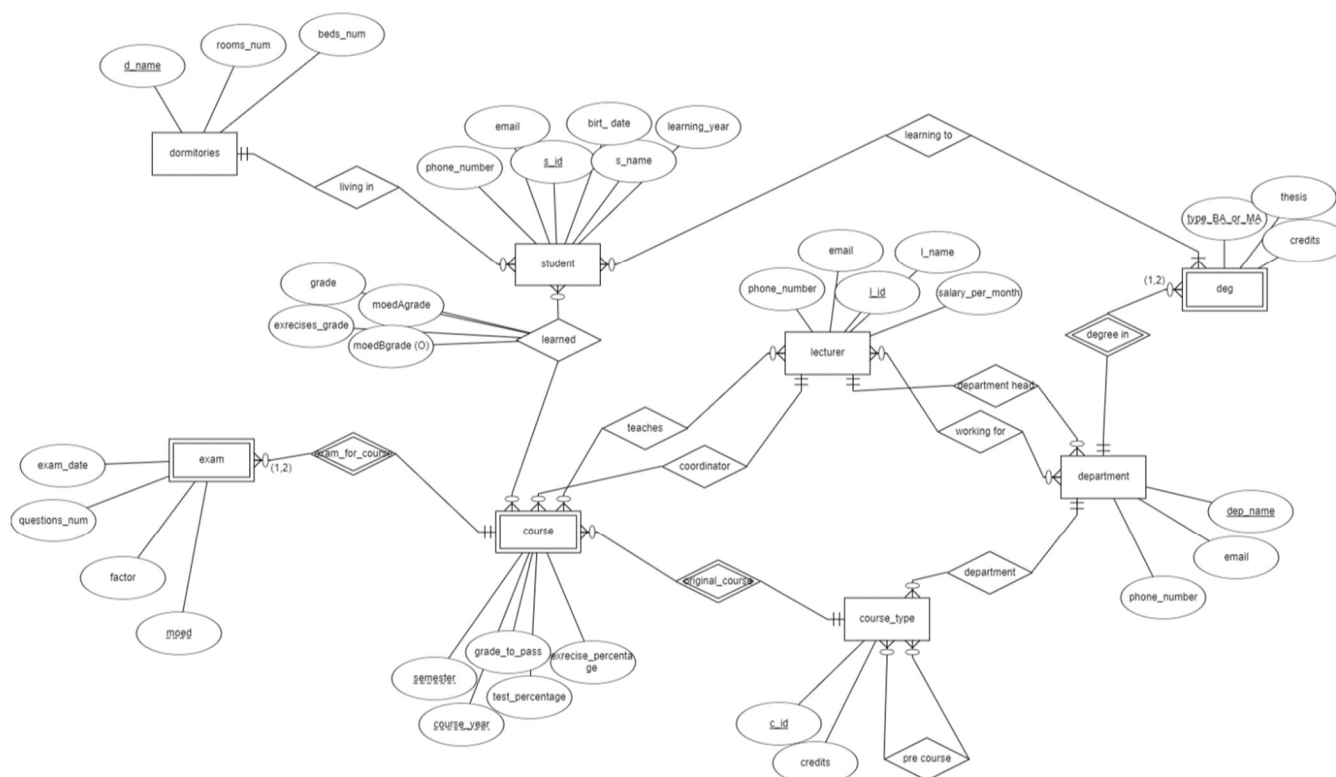 beds_num
rooms_num
d_name
dormitories
living in
email
birt_ date
learning_year
phone_number
s_id
s_name
student
learning to
thesis
type_BA_or_MA
credits
(1,2)
deg
degree in
grade
moedAgrade
exrecises_grade
moedBgrade (O)
learned
email
l_name
phone_number
l_id
salary_per_month
lecturer
department head
working for
teaches
coordinator
exam_date
exam
(1,2)
exam_for_course
questions_num
factor
moed
course
department
dep_name
email
phone_number
department
original_course
course_type
semester
grade_to_pass
exrecise_percenta
ge
test_percentage
course_year
c_id
credits
pre course